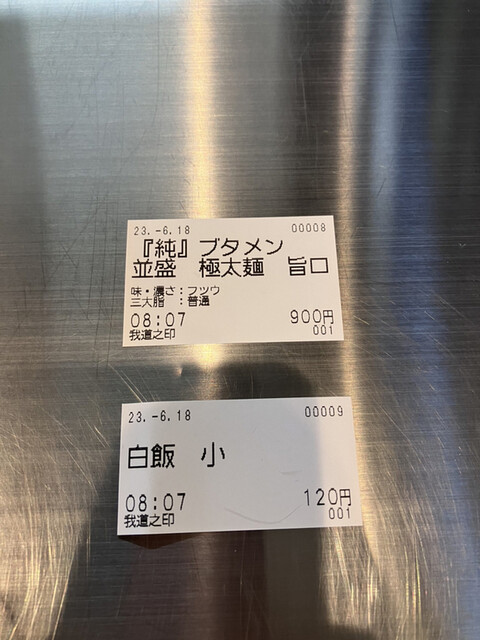 23.-6.18 00008
『純』ブタメン
並盛 極太麺 旨口
味・濃さ:フツウ
三大脂 :普通
08:07 900円
我道之印 001
23.-6.18 00009
白飯 小
08:07 120円
我道之印 001